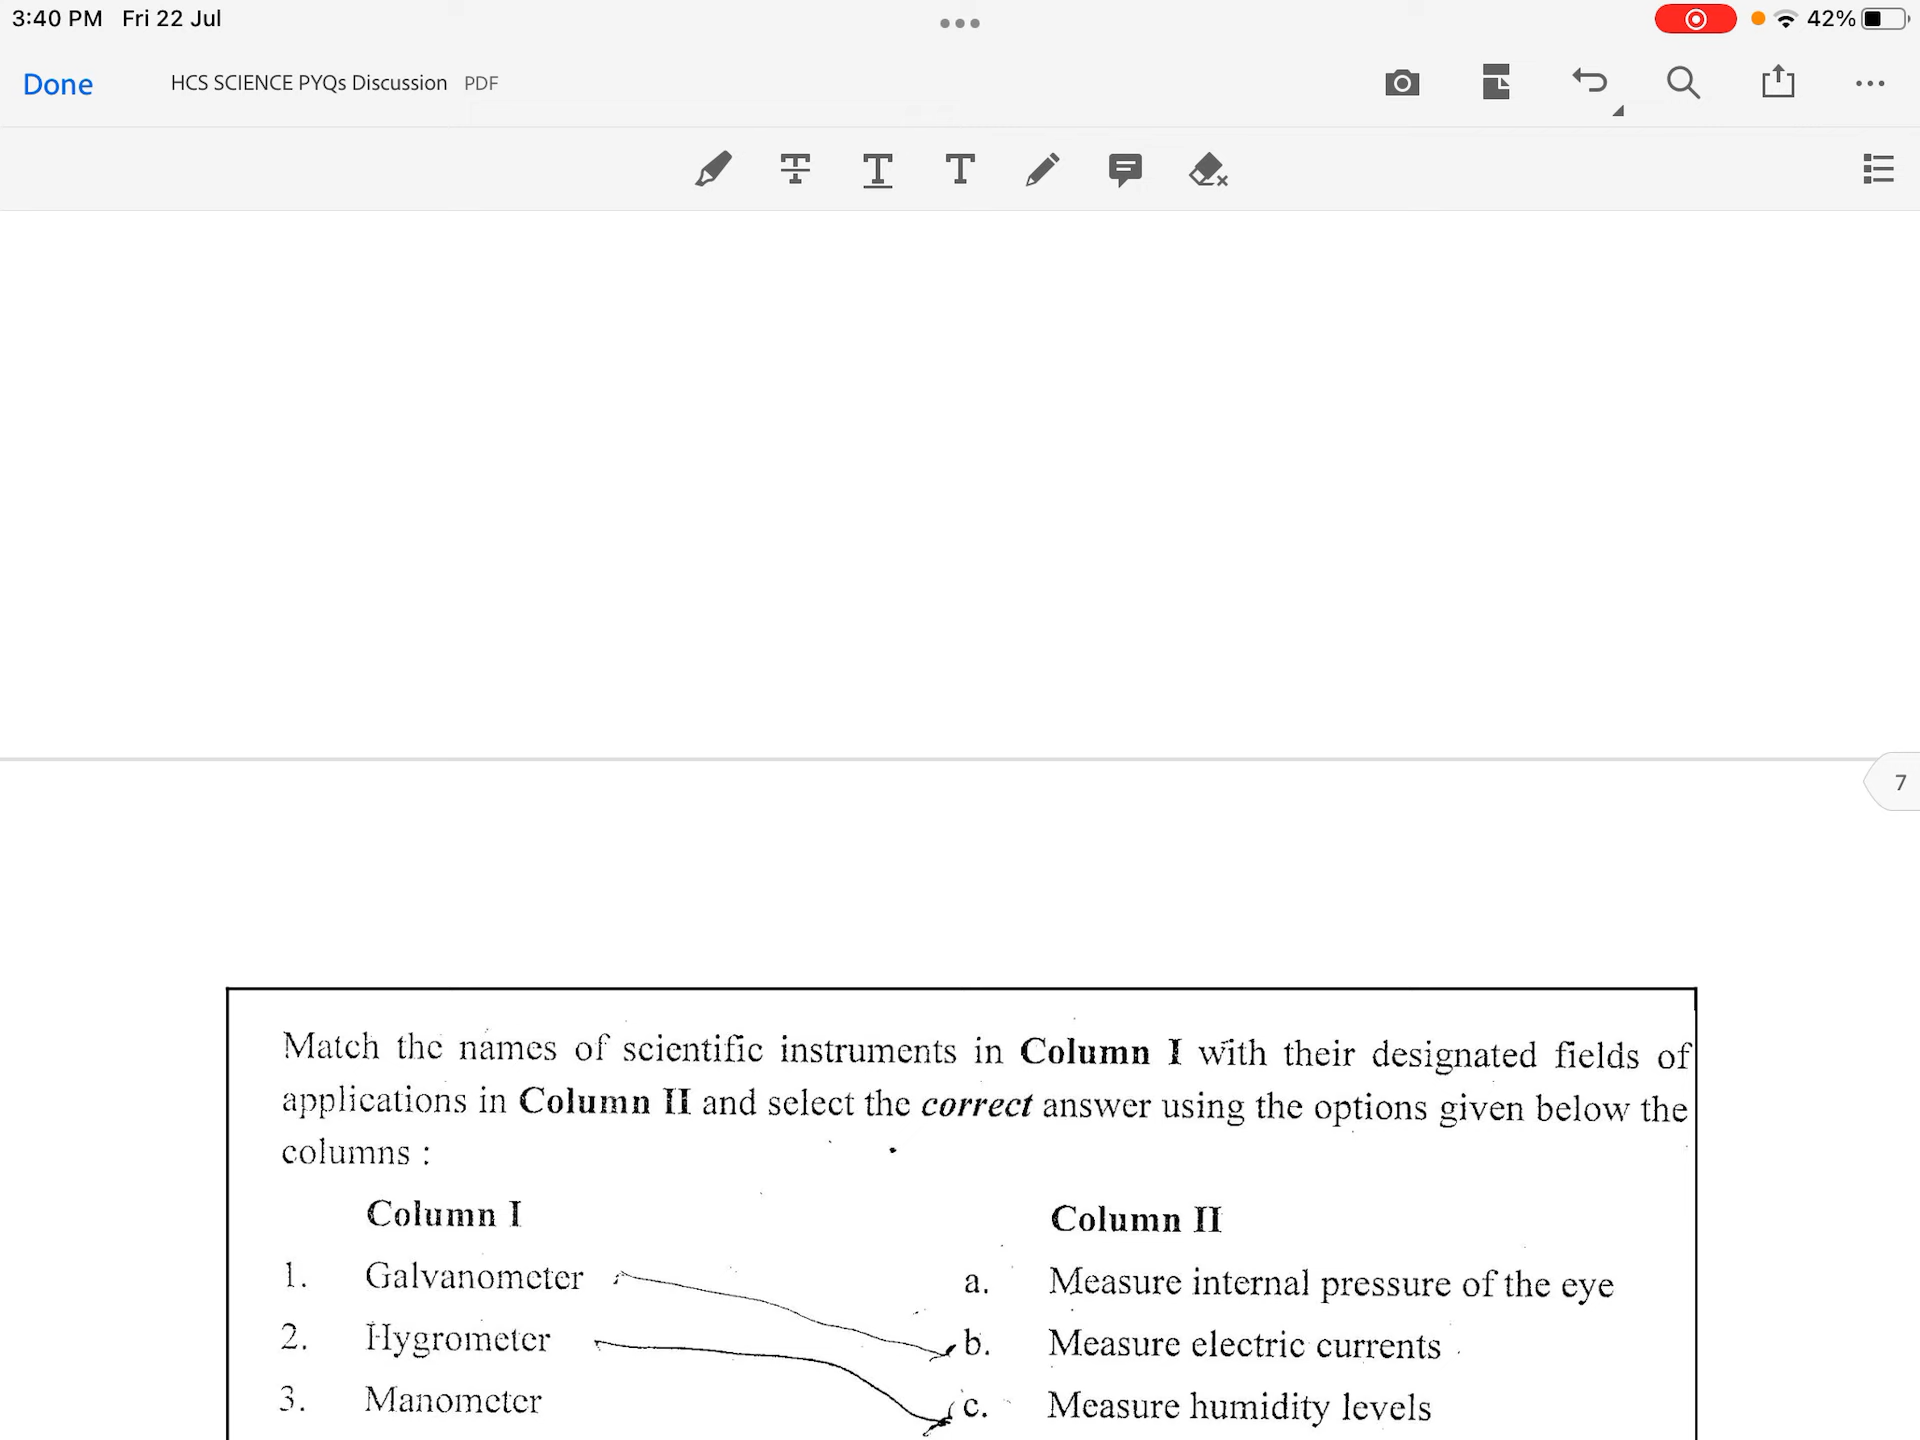 3:40 PM Fri 22 Jul
42%
Done
HCS SCIENCE PYQs Discussion PDF
7
Match the names of scientific instruments in Column I with their designated fields of
applications in Column II and select the correct answer using the options given below the
columns :
Column I Column II
1. Galvanometer a. Measure internal pressure of the eye
2. Hygrometer b. Measure electric currents
3. Manometer c. Measure humidity levels